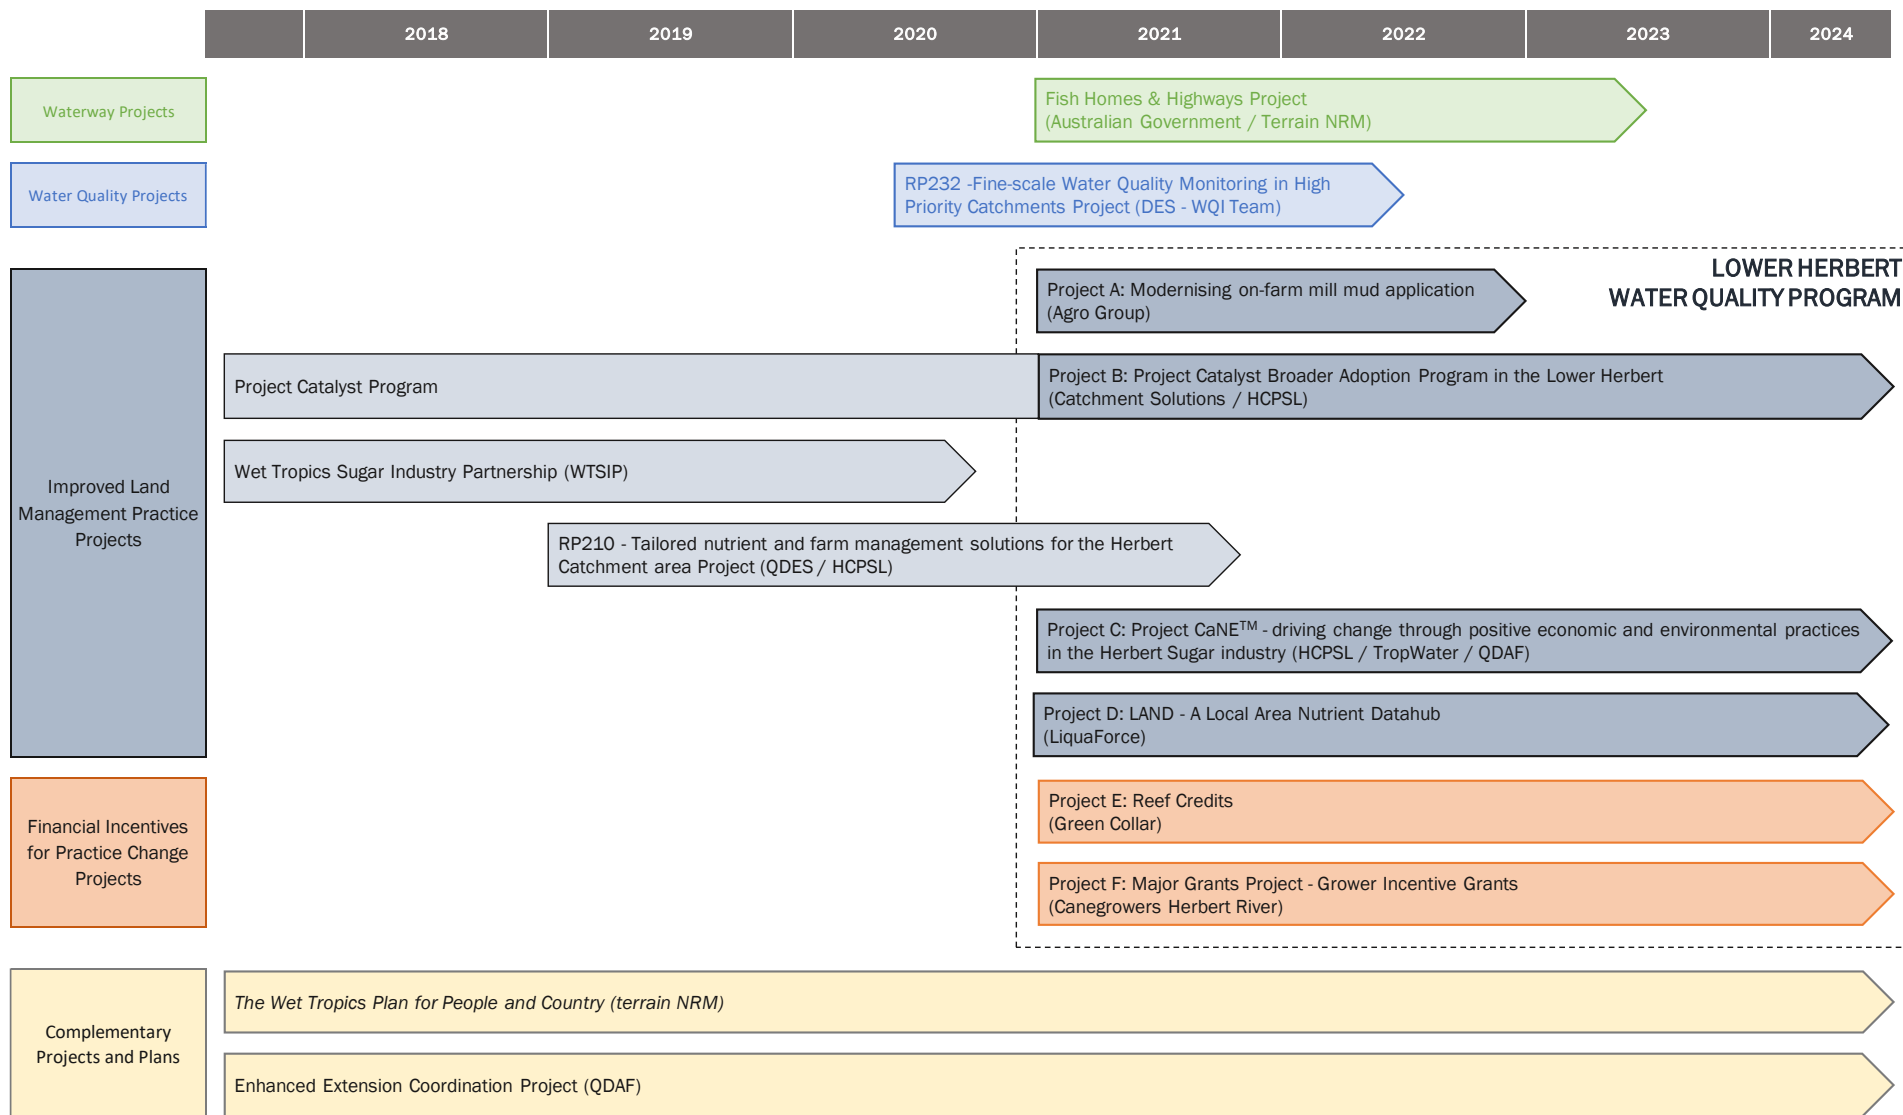 2018 2019 2020 2021 2022 2023 2024
Waterway Projects
Fish Homes & Highways Project
(Australian Government / Terrain NRM)
Water Quality Projects
RP232 -Fine-scale Water Quality Monitoring in High
Priority Catchments Project (DES - WQI Team)
LOWER HERBERT
WATER QUALITY PROGRAM
Improved Land
Management Practice
Projects
Project A: Modernising on-farm mill mud application
(Agro Group)
Project Catalyst Program
Project B: Project Catalyst Broader Adoption Program in the Lower Herbert
(Catchment Solutions / HCPSL)
Wet Tropics Sugar Industry Partnership (WTSIP)
RP210 - Tailored nutrient and farm management solutions for the Herbert
Catchment area Project (QDES / HCPSL)
Project C: Project CaNE™ - driving change through positive economic and environmental practices
in the Herbert Sugar industry (HCPSL / TropWater / QDAF)
Project D: LAND - A Local Area Nutrient Datahub
(LiquaForce)
Financial Incentives
for Practice Change
Projects
Project E: Reef Credits
(Green Collar)
Project F: Major Grants Project - Grower Incentive Grants
(Canegrowers Herbert River)
Complementary
Projects and Plans
The Wet Tropics Plan for People and Country (terrain NRM)
Enhanced Extension Coordination Project (QDAF)